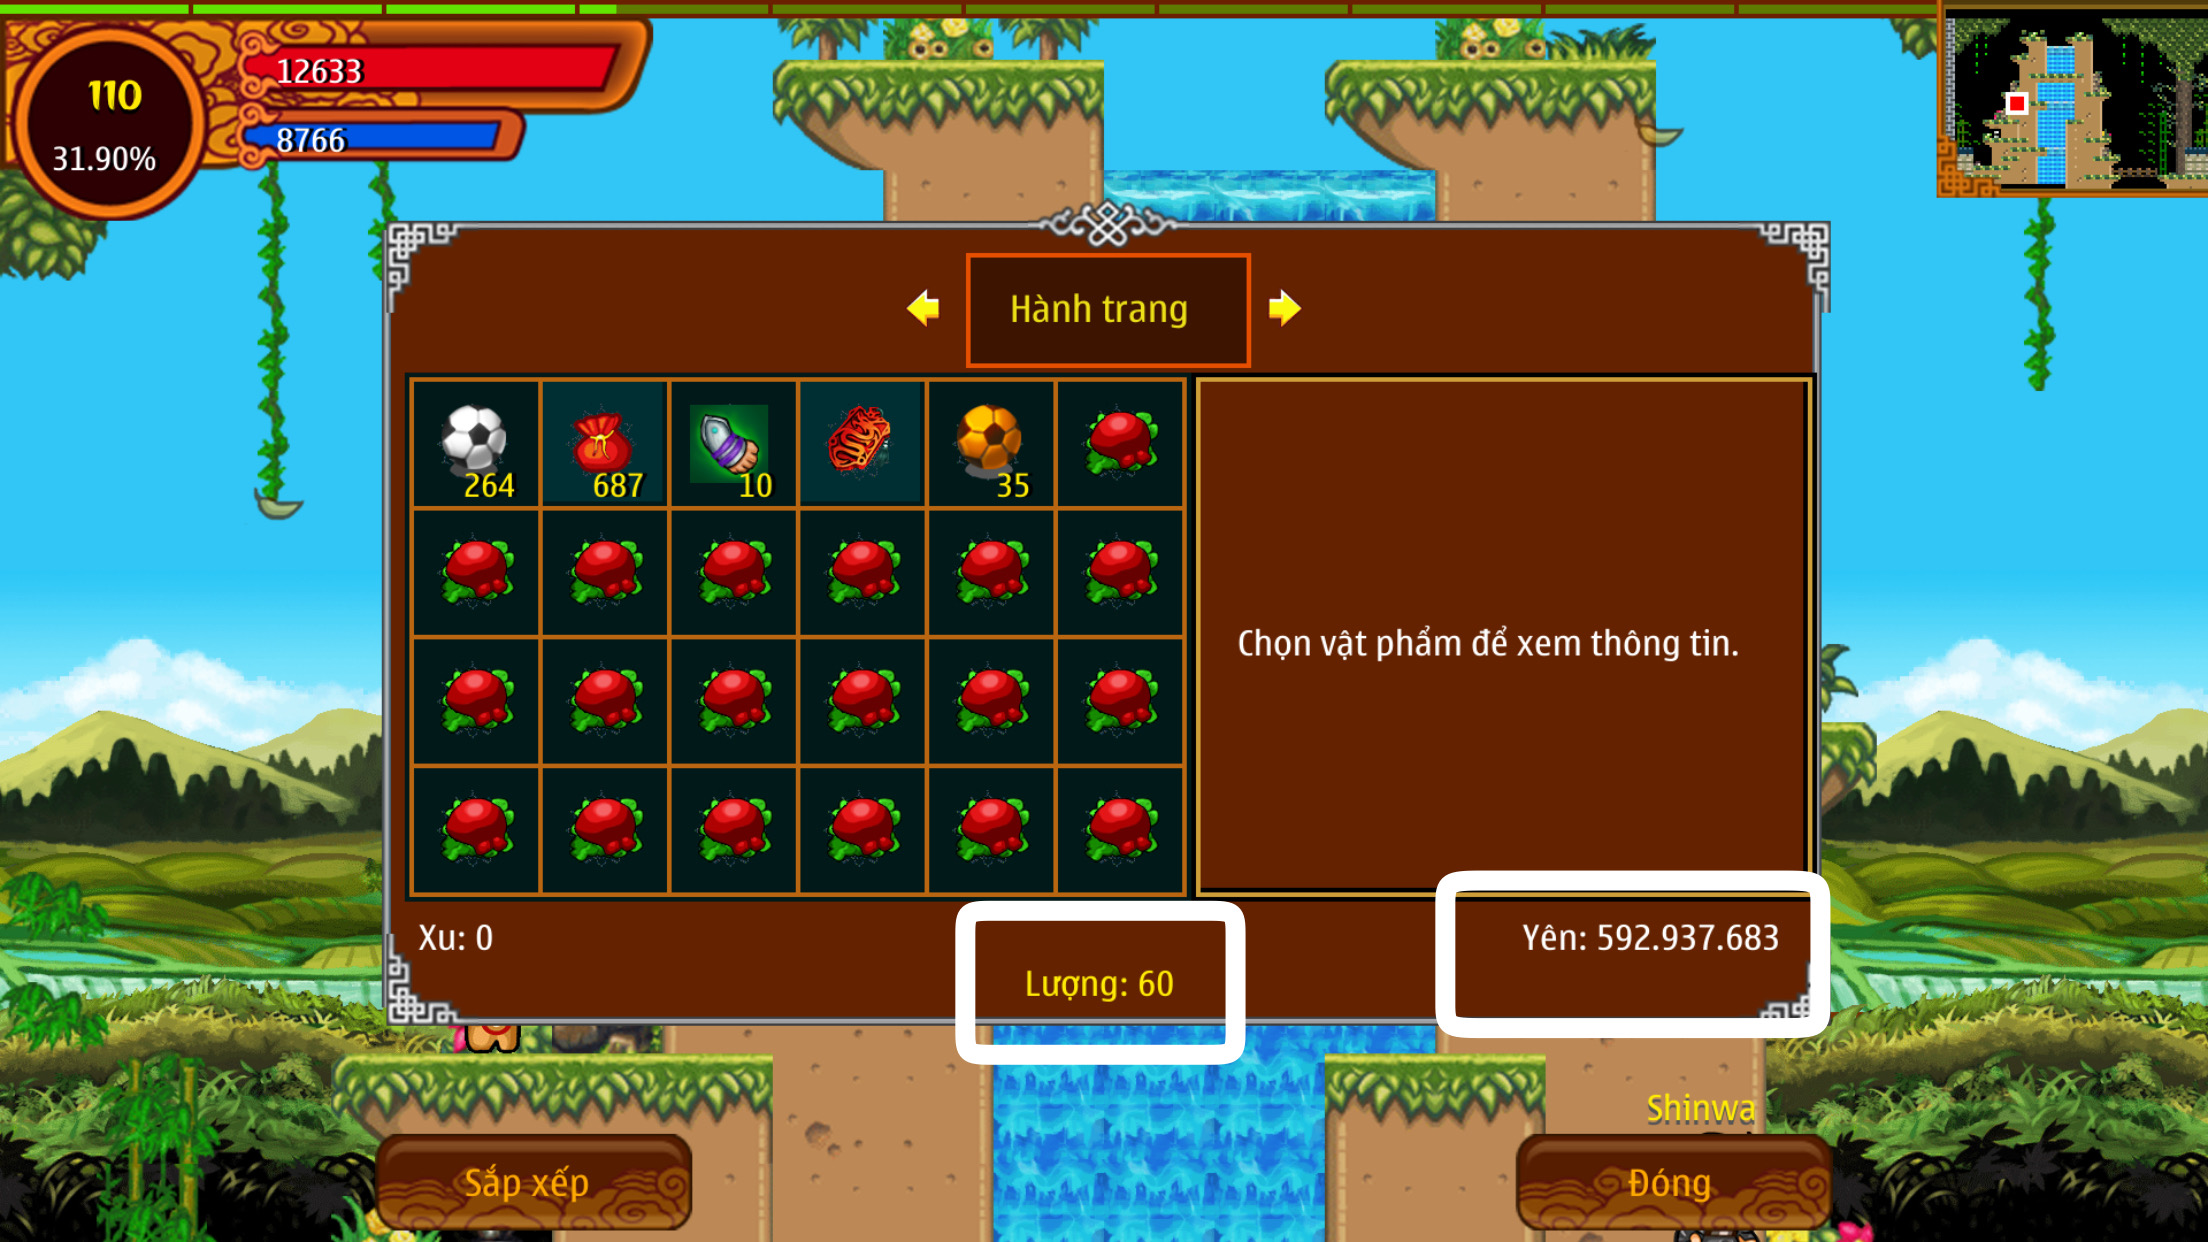 110
31.90%
12633
8766
Hành trang
264
687
10
35
Chọn vật phẩm để xem thông tin.
Xu: 0
Lượng: 60
Yên: 592.937.683
Shinwa
Sắp xếp
Đóng